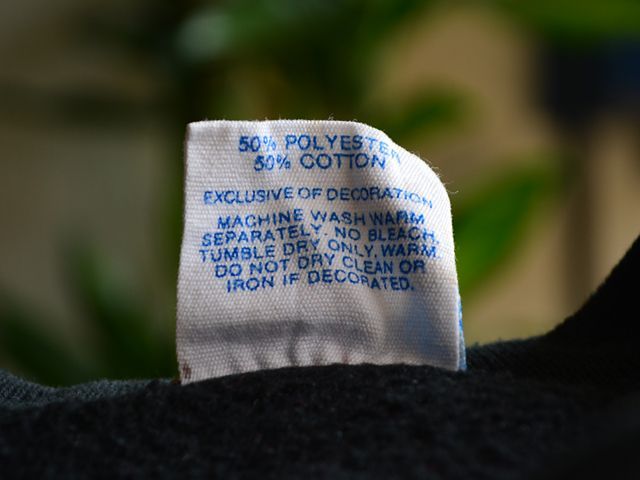 50% POLYESTER
50% COTTON
EXCLUSIVE OF DECORATION
MACHINE WASH WARM
SEPARATELY. NO BLEACH.
TUMBLE DRY ONLY, WARM.
DO NOT DRY CLEAN OR
IRON IF DECORATED.